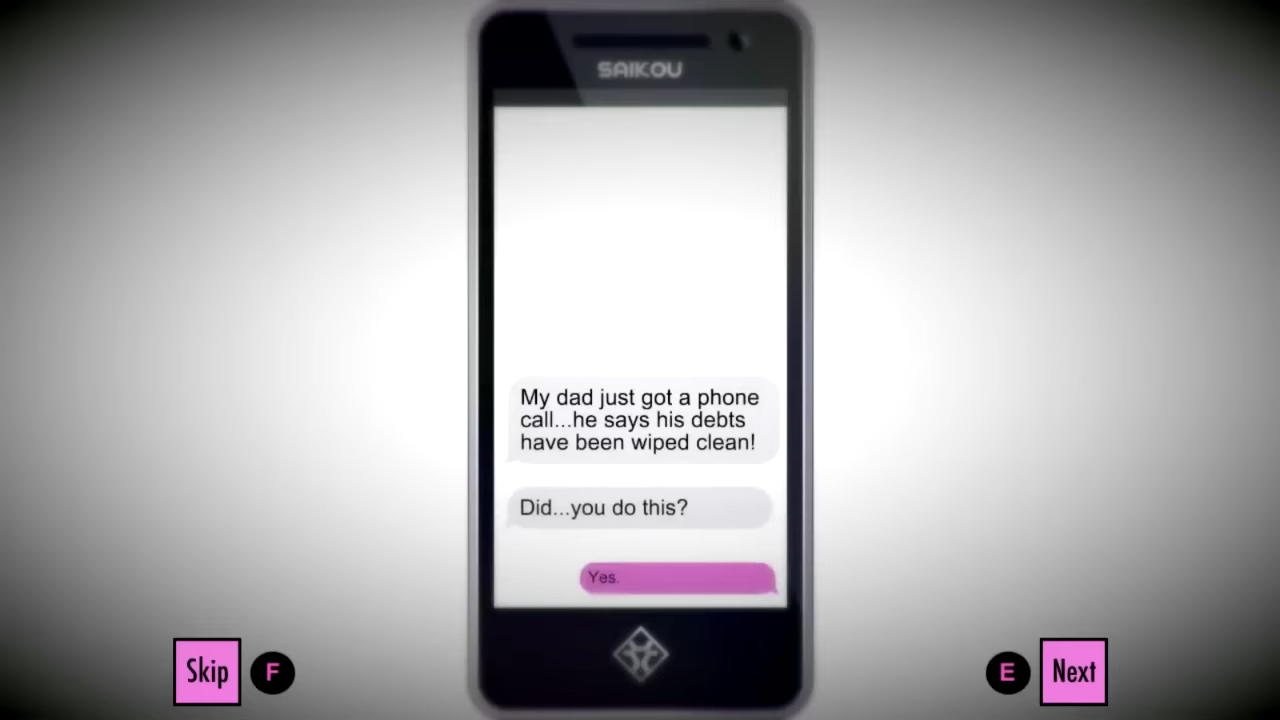 SAIKOU
My dad just got a phone
call...he says his debts
have been wiped clean!
Did...you do this?
Yes.
Skip F
E Next